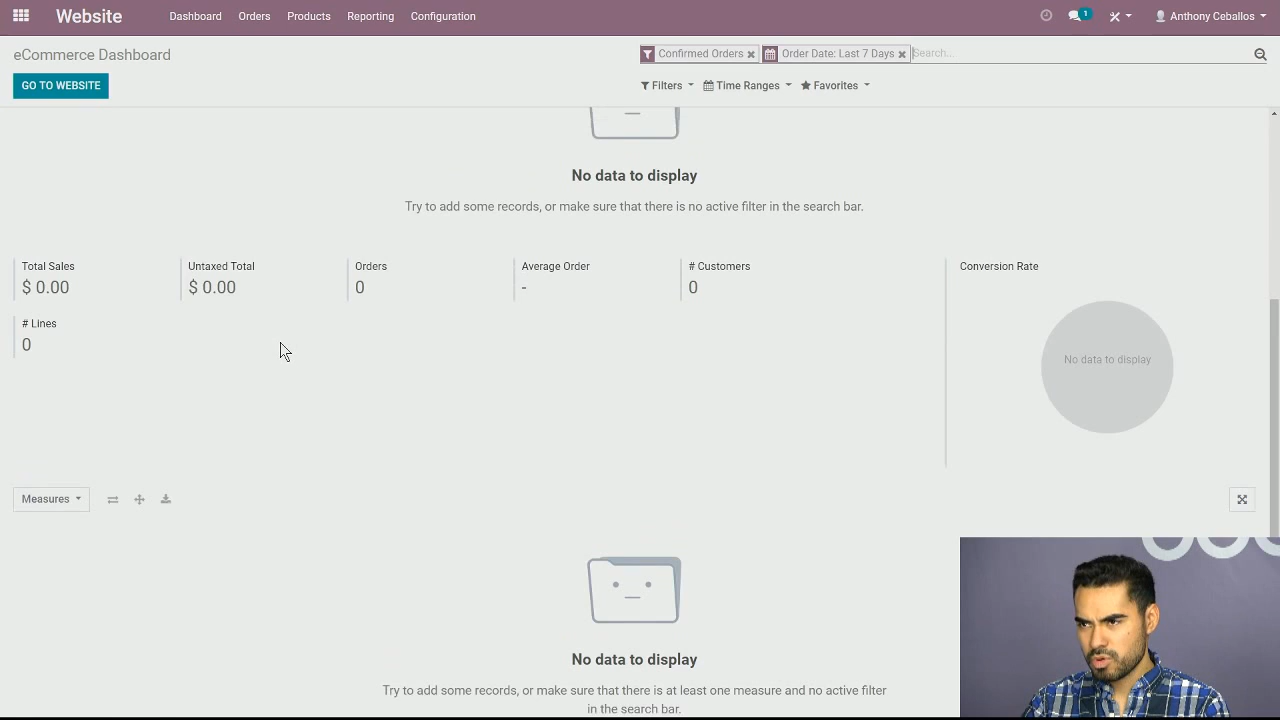 Website Dashboard Orders Products Reporting Configuration 1 Anthony Ceballos
eCommerce Dashboard Confirmed Orders Order Date: Last 7 Days Search...
GO TO WEBSITE Filters Time Ranges Favorites
No data to display
Try to add some records, or make sure that there is no active filter in the search bar.
Total Sales Untaxed Total Orders Average Order # Customers Conversion Rate
$ 0.00 $ 0.00 0 - 0
# Lines
0
No data to display
Measures
No data to display
Try to add some records, or make sure that there is at least one measure and no active filter
in the search bar.